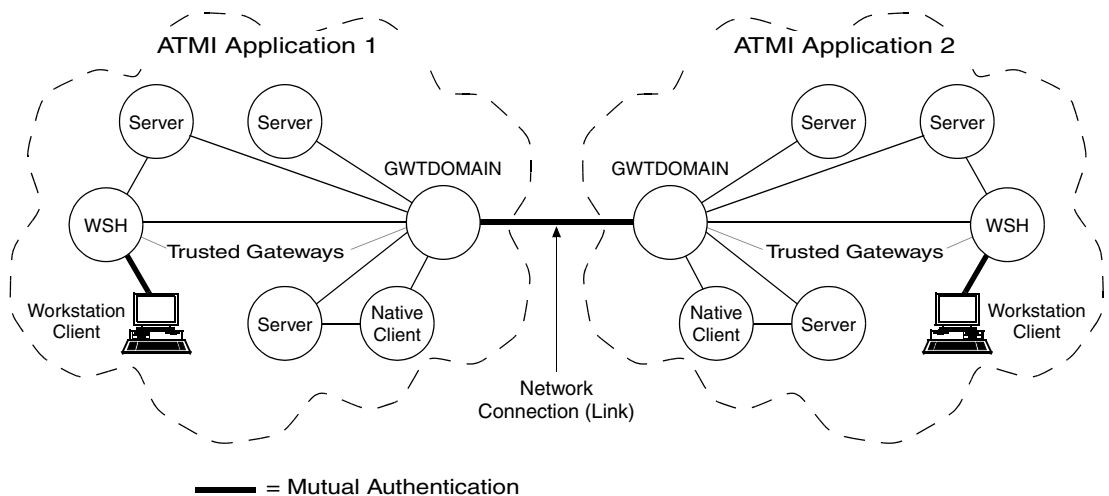 ATMI Application 1
ATMI Application 2
Server
Server
Server
Server
GWTDOMAIN
GWTDOMAIN
WSH
WSH
Trusted Gateways
Trusted Gateways
Workstation
Client
Server
Native
Client
Native
Client
Server
Workstation
Client
Network
Connection (Link)
= Mutual Authentication